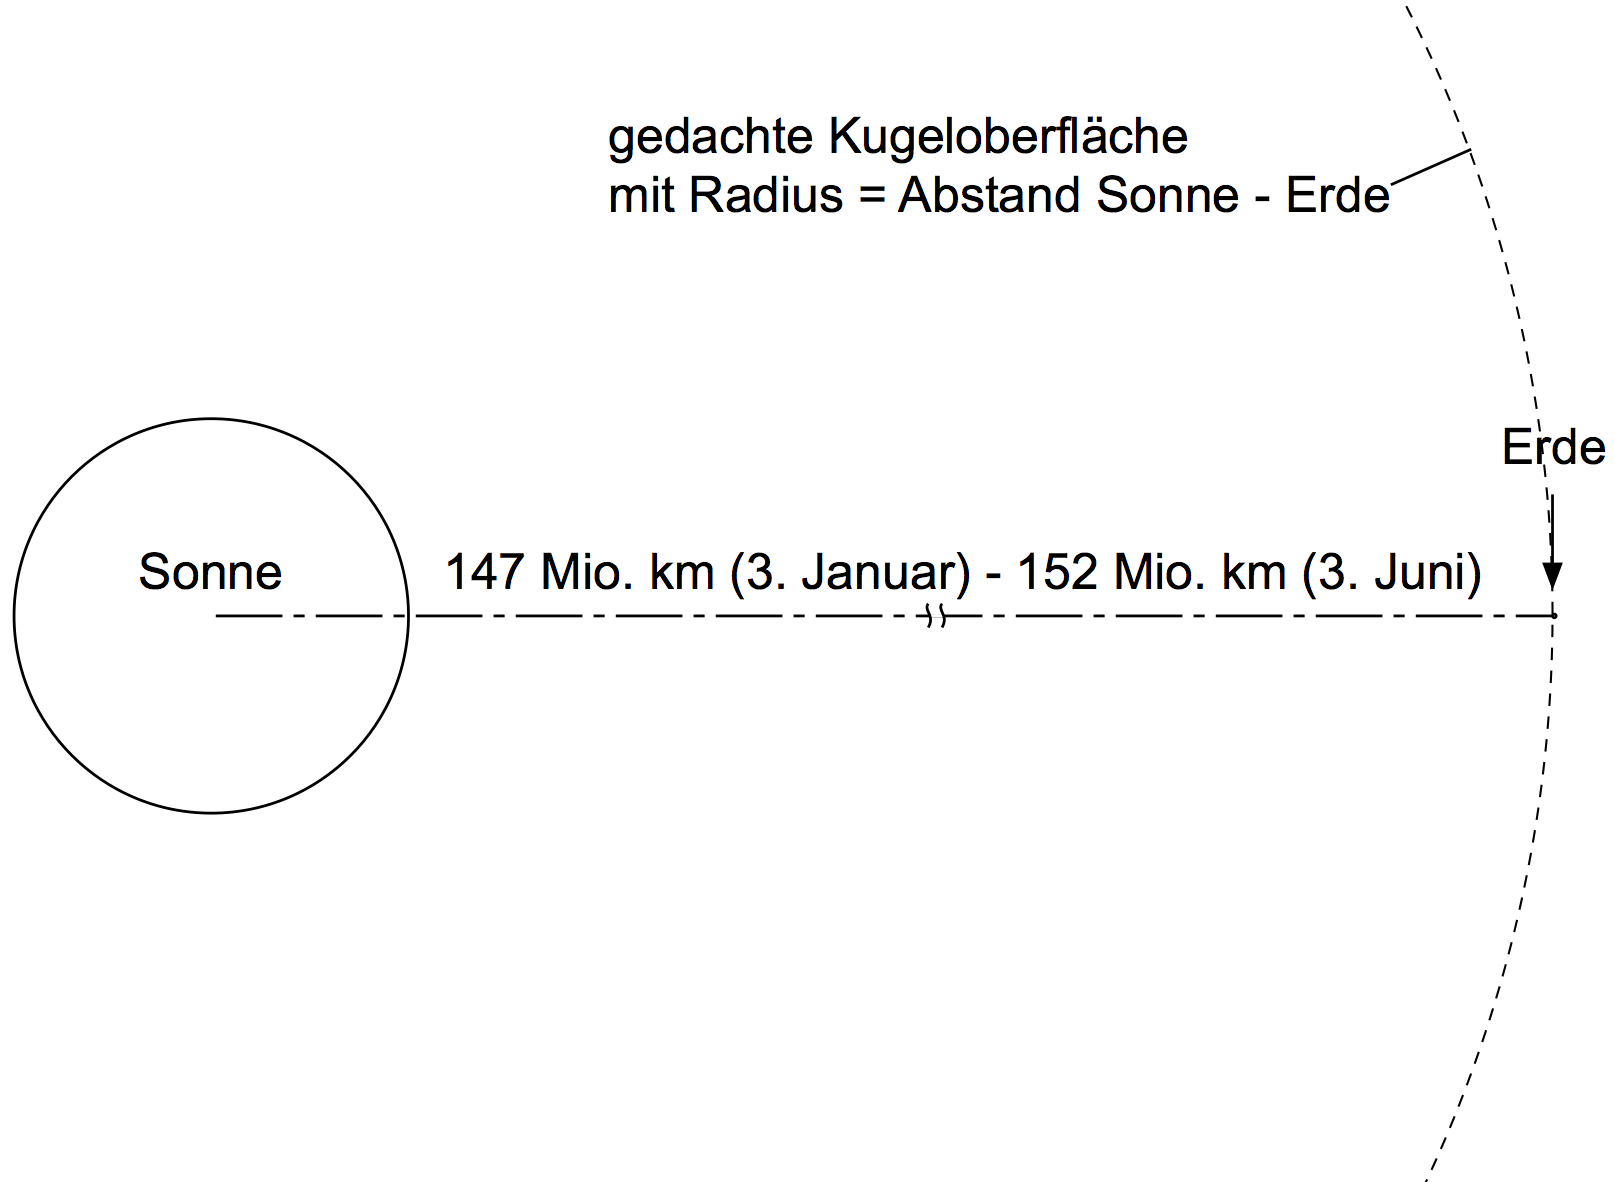 gedachte Kugeloberfläche
mit Radius = Abstand Sonne - Erde
Erde
Sonne
147 Mio. km (3. Januar) - 152 Mio. km (3. Juni)